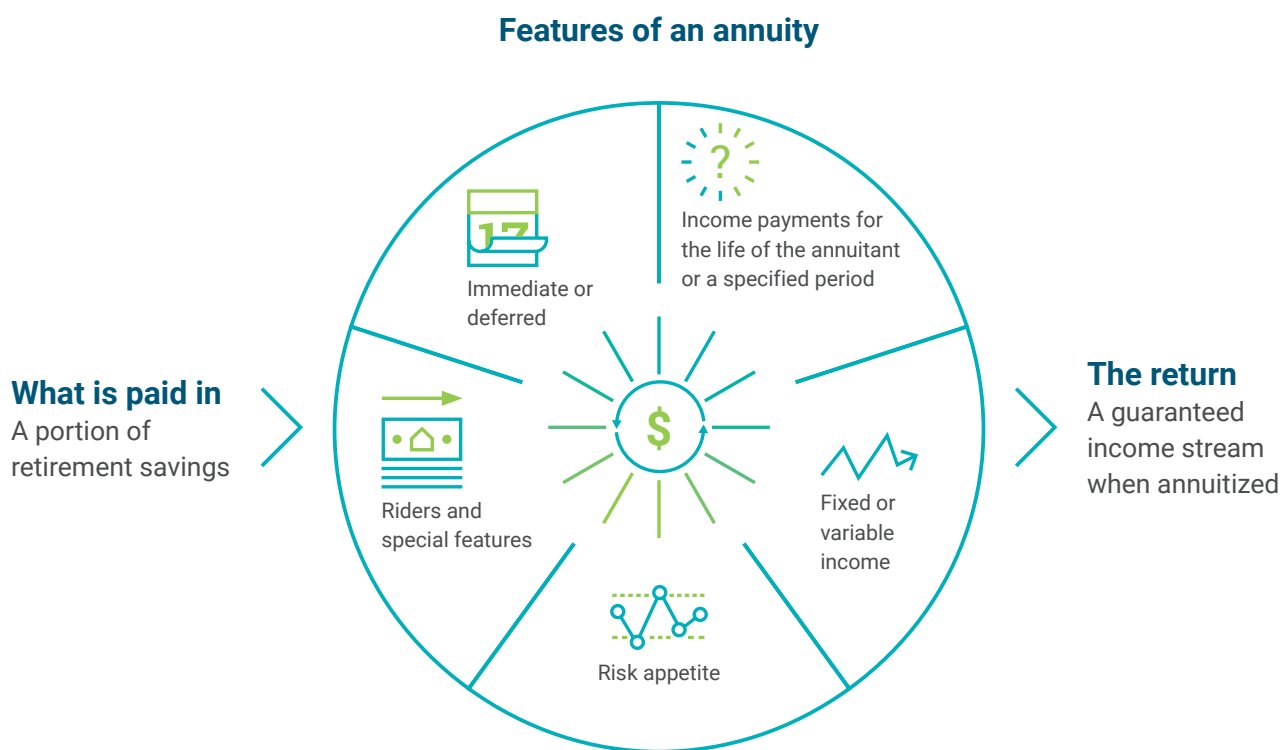 Features of an annuity
What is paid in
A portion of
retirement savings
Immediate or
deferred
17
?
Income payments for
the life of the annuitant
or a specified period
Riders and
special features
$
Fixed or
variable
income
Risk appetite
The return
A guaranteed
income stream
when annuitized